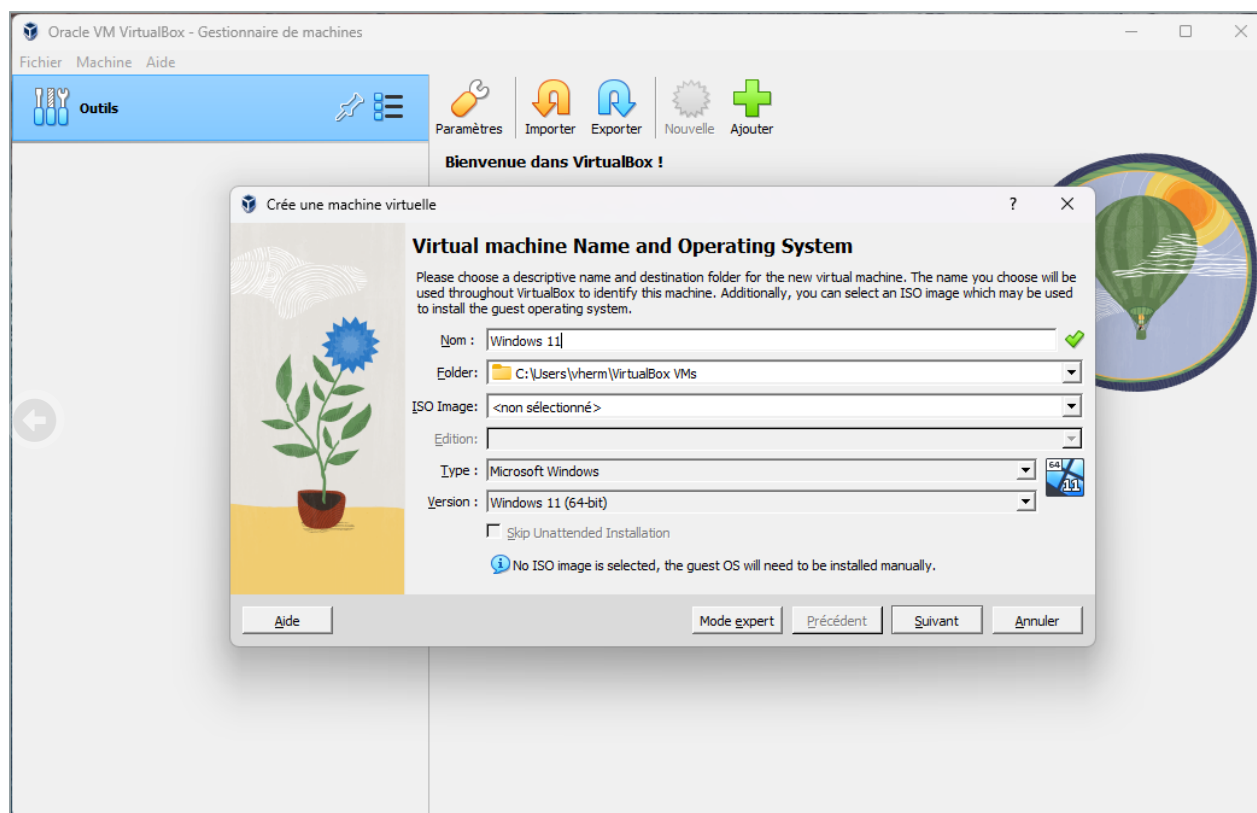 Oracle VM VirtualBox - Gestionnaire de machines
Fichier Machine Aide
Outils
Paramètres Importer Exporter Nouvelle Ajouter
Bienvenue dans VirtualBox !
Crée une machine virtuelle ?
Virtual machine Name and Operating System
Please choose a descriptive name and destination folder for the new virtual machine. The name you choose will be
used throughout VirtualBox to identify this machine. Additionally, you can select an ISO image which may be used
to install the guest operating system.
Nom : Windows 11
Folder: C:\Users\vherm\VirtualBox VMs
ISO Image: <non sélectionné>
Edition:
Type : Microsoft Windows
64
11
Version : Windows 11 (64-bit)
Skip Unattended Installation
No ISO image is selected, the guest OS will need to be installed manually.
Aide Mode expert Précédent Suivant Annuler